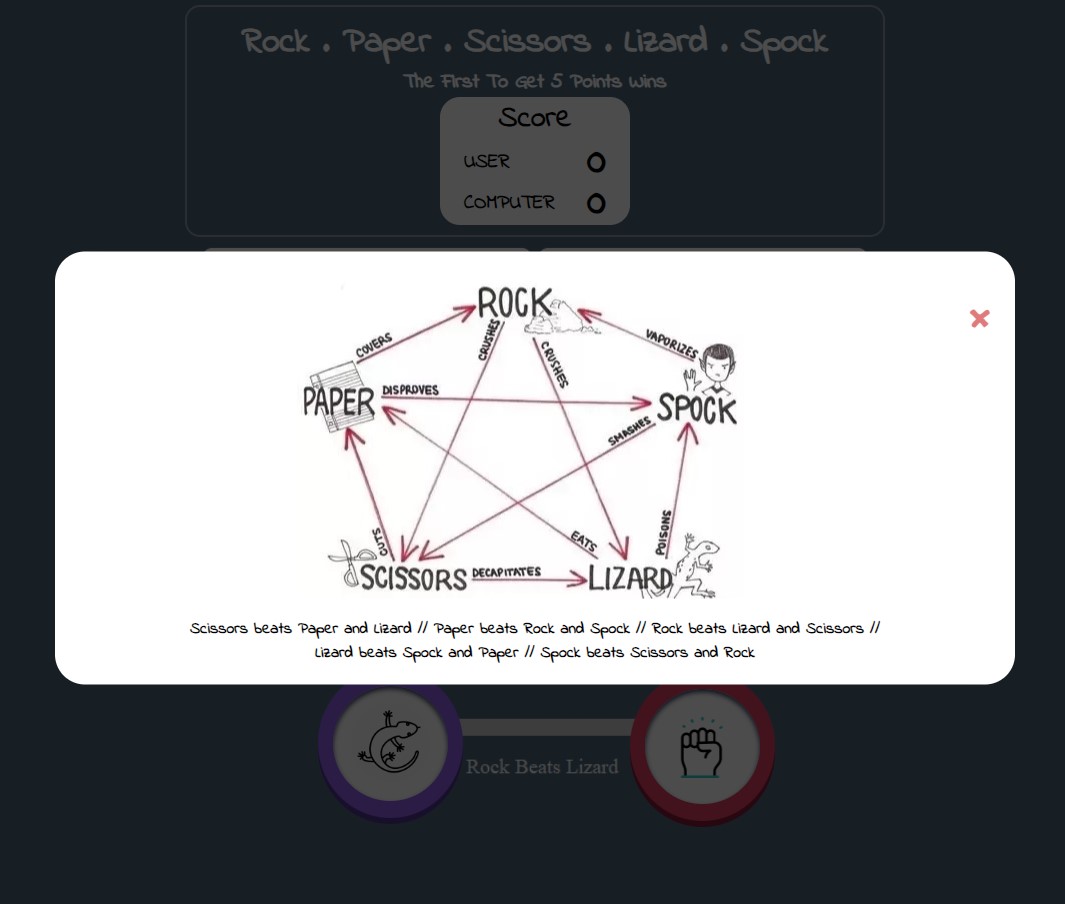 Rock . Paper . Scissors . Lizard . Spock
The First To Get 5 Points Wins
Score
USER 0
COMPUTER 0
ROCK
COVERS
CRUSHES
CRUSHES
VAPORIZES
PAPER
DISPROVES
SPOCK
SMASHES
CUTS
EATS
POISONS
SCISSORS
DECAPITATES
LIZARD
Scissors beats Paper and Lizard // Paper beats Rock and Spock // Rock beats Lizard and Scissors //
Lizard beats Spock and Paper // Spock beats Scissors and Rock
Rock Beats Lizard